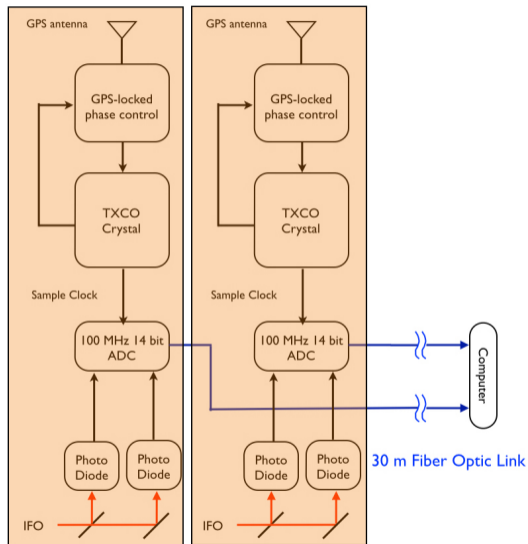 GPS antenna
GPS-locked
phase control
TXCO
Crystal
Sample Clock
100 MHz 14 bit
ADC
Photo
Diode
Photo
Diode
IFO
GPS antenna
GPS-locked
phase control
TXCO
Crystal
Sample Clock
100 MHz 14 bit
ADC
Photo
Diode
Photo
Diode
IFO
Computer
30 m Fiber Optic Link